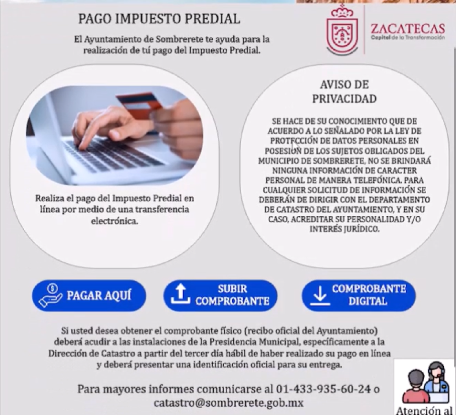 PAGO IMPUESTO PREDIAL
El Ayuntamiento de Sombrerete te ayuda para la
realización de tú pago del Impuesto Predial.
ZACATECAS
Capital de la Transformación
Realiza el pago del Impuesto Predial en
línea por medio de una transferencia
electrónica.
AVISO DE
PRIVACIDAD
SE HACE DE SU CONOCIMIENTO QUE DE
ACUERDO A LO SEÑALADO POR LA LEY DE
PROTECCIÓN DE DATOS PERSONALES EN
POSESIÓN DE LOS SUJETOS OBLIGADOS DEL
MUNICIPIO DE SOMBRERETE, NO SE BRINDARÁ
NINGUNA INFORMACIÓN DE CARACTER
PERSONAL DE MANERA TELEFÓNICA. PARA
CUALQUIER SOLICITUD DE INFORMACIÓN SE
DEBERÁN DE DIRIGIR CON EL DEPARTAMENTO
DE CATASTRO DEL AYUNTAMIENTO, Y EN SU
CASO, ACREDITAR SU PERSONALIDAD Y/O
INTERÉS JURÍDICO.
PAGAR AQUÍ
SUBIR
COMPROBANTE
COMPROBANTE
DIGITAL
Si usted desea obtener el comprobante físico (recibo oficial del Ayuntamiento)
deberá acudir a las instalaciones de la Presidencia Municipal, específicamente a la
Dirección de Catastro a partir del tercer día hábil de haber realizado su pago en línea
y deberá presentar una identificación oficial para su entrega.
Para mayores informes comunicarse al 01-433-935-60-24 o
catastro@sombrerete.gob.mx
Atención al